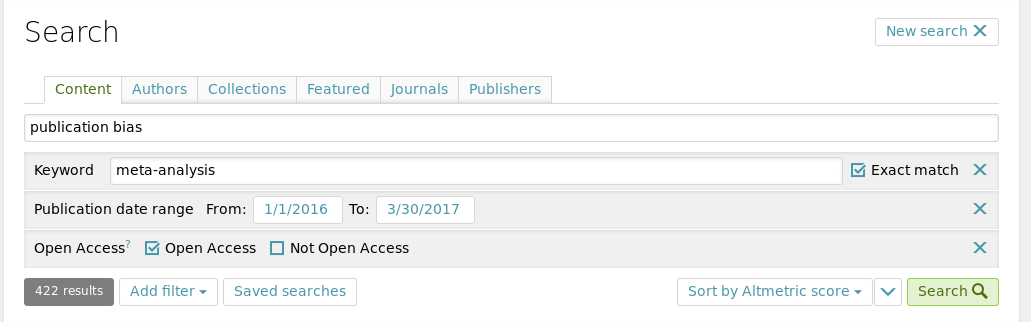 Search
New search
Content Authors Collections Featured Journals Publishers
publication bias
Keyword meta-analysis Exact match
Publication date range From: 1/1/2016 To: 3/30/2017
Open Access? Open Access Not Open Access
422 results Add filter Saved searches Sort by Altmetric score Search